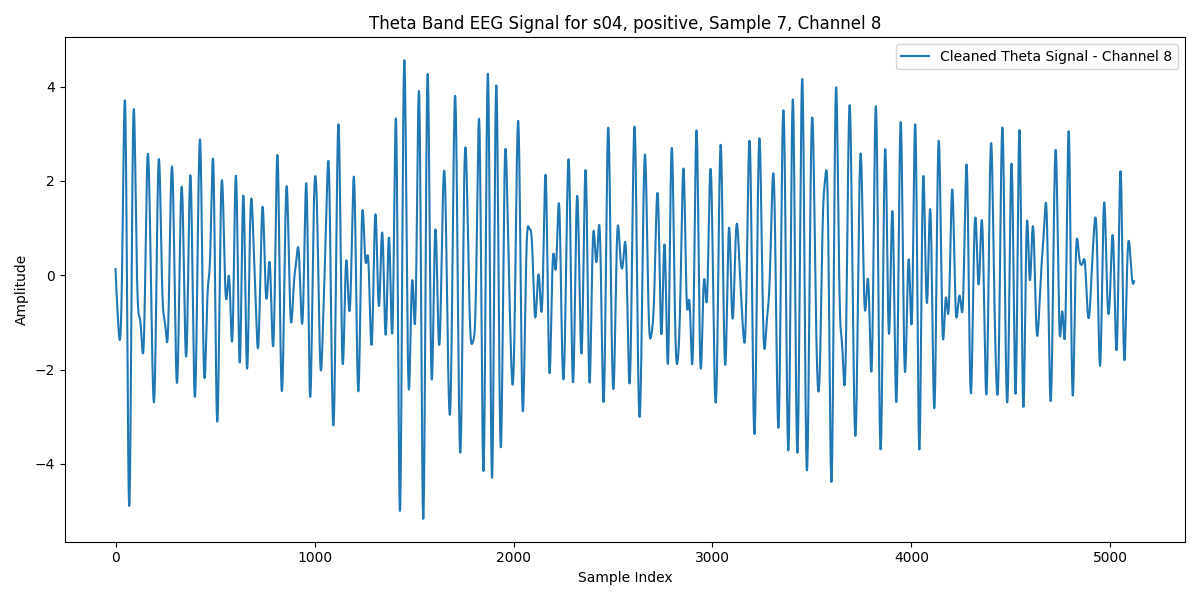 Theta Band EEG Signal for s04, positive, Sample 7, Channel 8
Cleaned Theta Signal - Channel 8
Amplitude
4
2
0
−2
−4
0 1000 2000 3000 4000 5000
Sample Index